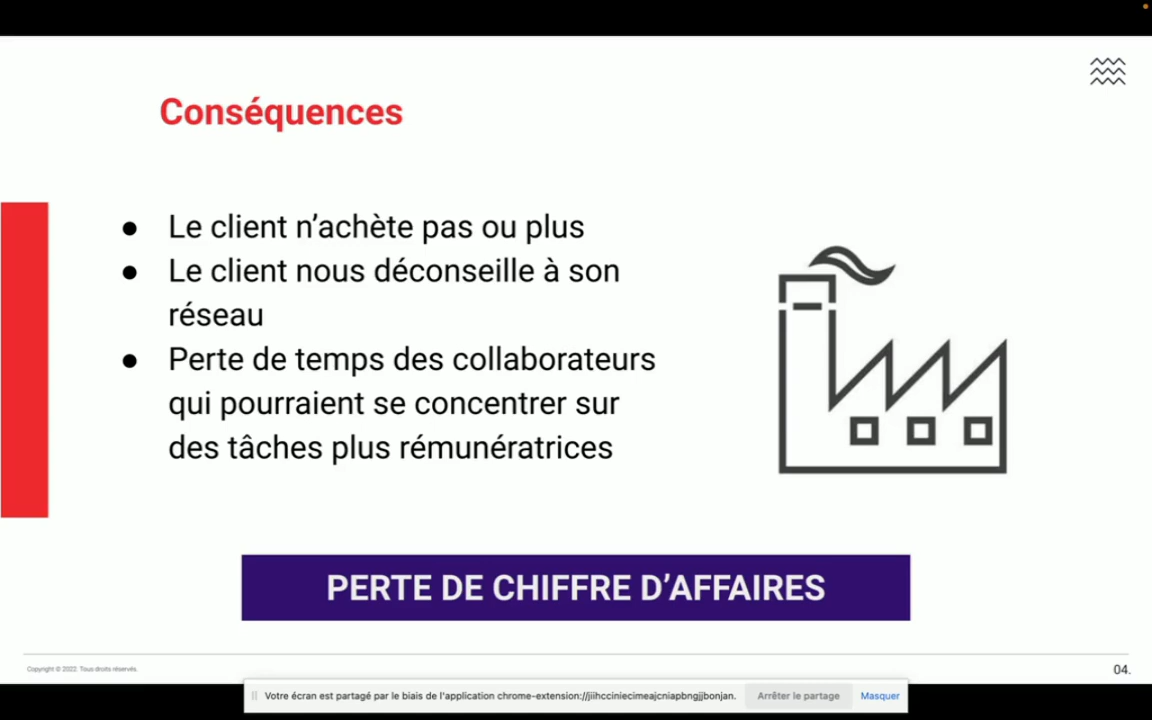 Conséquences
● Le client n’achète pas ou plus
● Le client nous déconseille à son
réseau
● Perte de temps des collaborateurs
qui pourraient se concentrer sur
des tâches plus rémunératrices
PERTE DE CHIFFRE D’AFFAIRES
Copyright © 2022. Tous droits réservés.
04.
Votre écran est partagé par le biais de l'application chrome-extension://jiihcciniecimeajcniapbngjjbonjan. Arrêter le partage Masquer